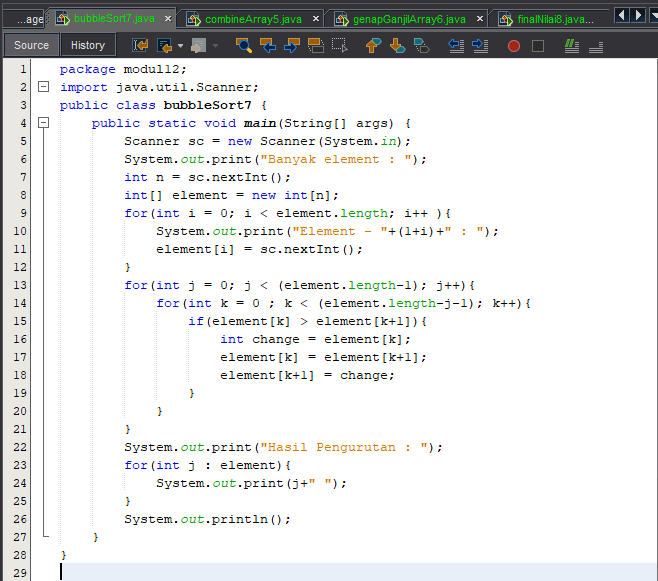 ...age
bubbleSort7.java
combineArray5.java
genapGanjilArray6.java
finalNilai8.java...
Source History
1 package modul12;
2 import java.util.Scanner;
3 public class bubbleSort7 {
4 public static void main(String[] args) {
5 Scanner sc = new Scanner(System.in);
6 System.out.print("Banyak element : ");
7 int n = sc.nextInt();
8 int[] element = new int[n];
9 for(int i = 0; i < element.length; i++ ){
10 System.out.print("Element - "+(1+i)+" : ");
11 element[i] = sc.nextInt();
12 }
13 for(int j = 0; j < (element.length-1); j++){
14 for(int k = 0 ; k < (element.length-j-1); k++){
15 if(element[k] > element[k+1]){
16 int change = element[k];
17 element[k] = element[k+1];
18 element[k+1] = change;
19 }
20 }
21 }
22 System.out.print("Hasil Pengurutan : ");
23 for(int j : element){
24 System.out.print(j+" ");
25 }
26 System.out.println();
27 }
28 }
29